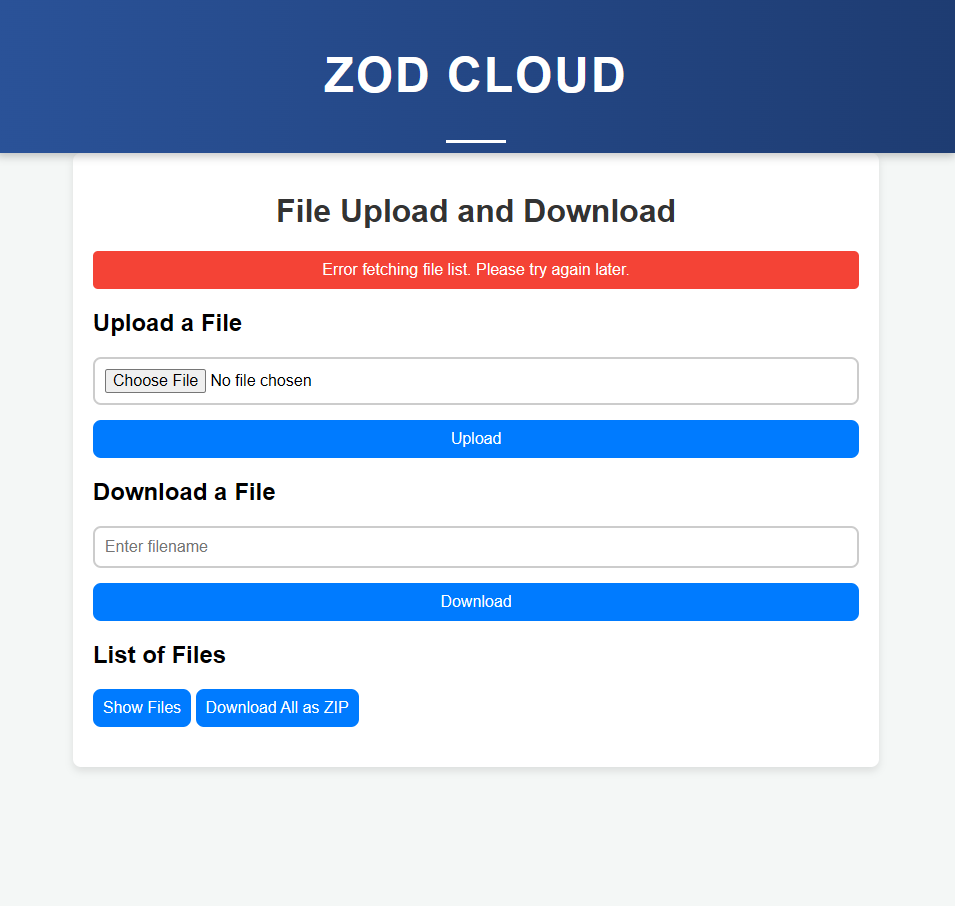 ZOD CLOUD
File Upload and Download
Error fetching file list. Please try again later.
Upload a File
Choose File No file chosen
Upload
Download a File
Enter filename
Download
List of Files
Show Files Download All as ZIP